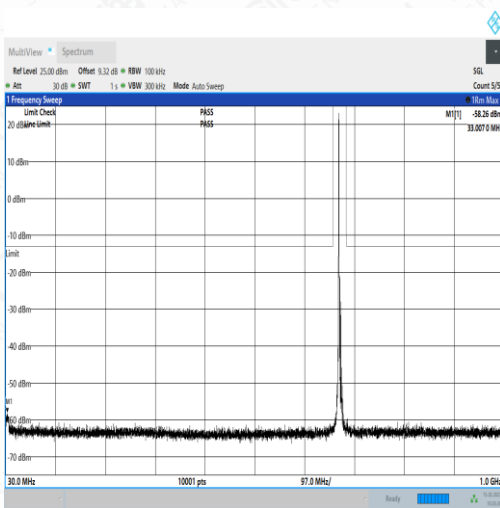 MultiView Spectrum
Ref Level 25.00 dBm Offset 9.32 dB RBW 100 kHz SGL
Att 30 dB SWT 1 s VBW 300 kHz Mode Auto Sweep Count 5/5
1 Frequency Sweep 1Rm Max
Limit Check PASS M1[1] -58.26 dBm
20 dBm Line Limit PASS 33.0070 MHz
10 dBm
0 dBm
-10 dBm
Limit
-20 dBm
-30 dBm
-40 dBm
-50 dBm
M1
-60 dBm
-70 dBm
30.0 MHz 10001 pts 97.0 MHz/ 1.0 GHz
Ready